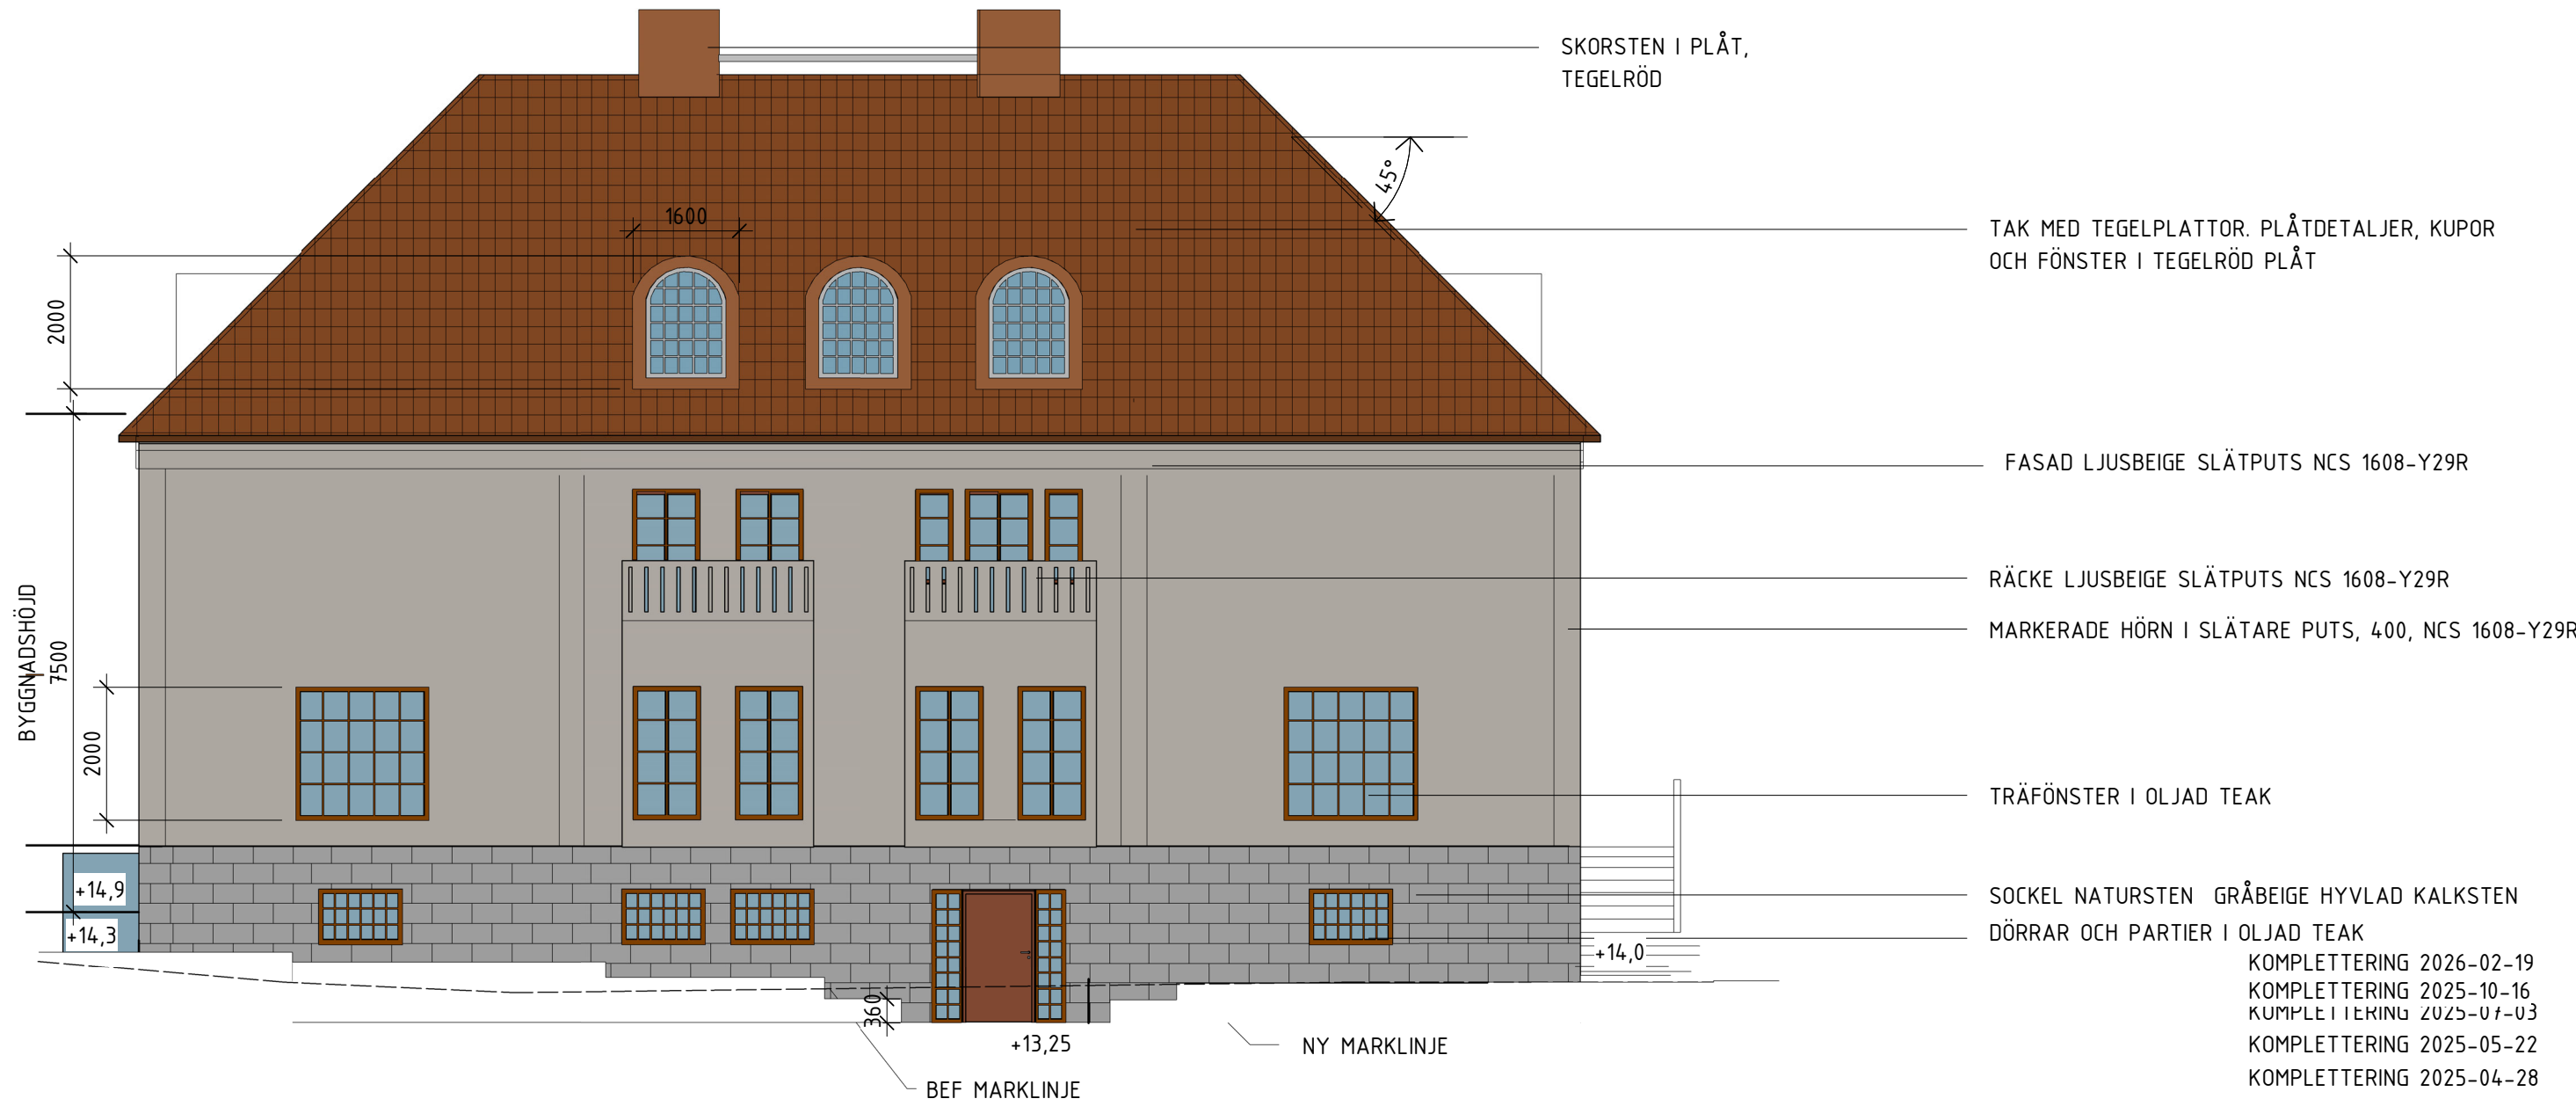 SKORSTEN I PLÅT,
TEGELRÖD
45°
1600
TAK MED TEGELPLATTOR. PLÅTDETALJER, KUPOR
OCH FÖNSTER I TEGELRÖD PLÅT
2000
FASAD LJUSBEIGE SLÄTPUTS NCS 1608-Y29R
RÄCKE LJUSBEIGE SLÄTPUTS NCS 1608-Y29R
MARKERADE HÖRN I SLÄTARE PUTS, 400, NCS 1608-Y29R
BYGGNADSHÖJD
7500
2000
TRÄFÖNSTER I OLJAD TEAK
+14,9
SOCKEL NATURSTEN GRÅBEIGE HYVLAD KALKSTEN
+14,3
DÖRRAR OCH PARTIER I OLJAD TEAK
+14,0
KOMPLETTERING 2026-02-19
KOMPLETTERING 2025-10-16
KOMPLETTERING 2025-07-03
360
+13,25
NY MARKLINJE
KOMPLETTERING 2025-05-22
KOMPLETTERING 2025-04-28
BEF MARKLINJE